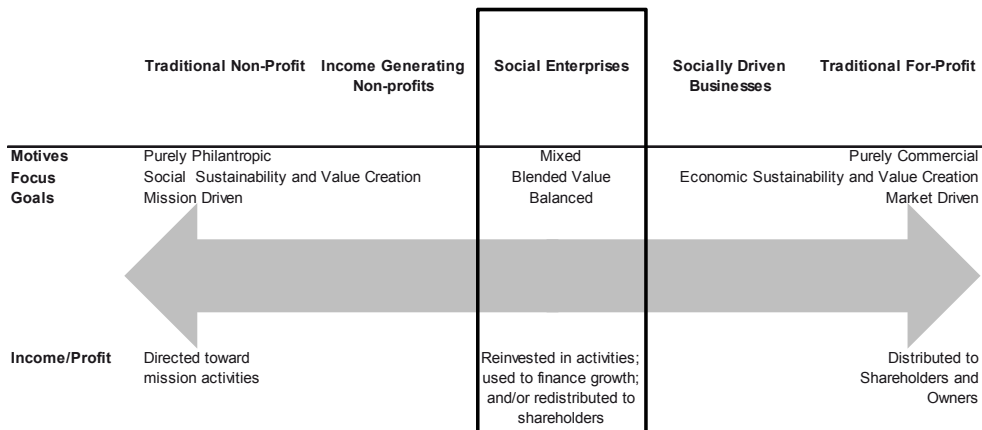 Traditional Non-Profit Income Generating Non-profits Social Enterprises Socially Driven Businesses Traditional For-Profit
Motives Purely Philantropic Mixed Purely Commercial
Focus Social Sustainability and Value Creation Blended Value Economic Sustainability and Value Creation
Goals Mission Driven Balanced Market Driven
Income/Profit Directed toward Reinvested in activities; Distributed to
mission activities used to finance growth; Shareholders and
and/or redistributed to Owners
shareholders